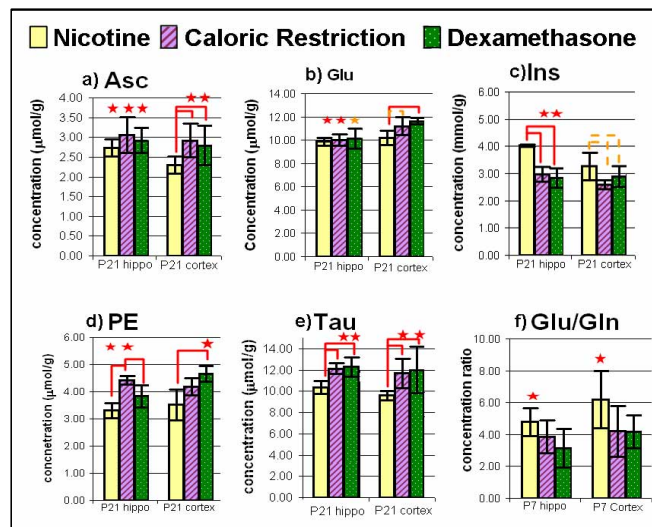 Nicotine Caloric Restriction Dexamethasone
a) Asc
concentration (µmol/g)
4.00
3.50
3.00
2.50
2.00
1.50
1.00
0.50
0.00
P21 hippo P21 cortex
b) Glu
Concentration (µmol/g)
14.00
12.00
10.00
8.00
6.00
4.00
2.00
0.00
P21 hippo P21 cortex
c) Ins
concentration (mmol/g)
6.00
5.00
4.00
3.00
2.00
1.00
0.00
P21 hippo P21 cortex
d) PE
concnetration (µmol/g)
6.00
5.00
4.00
3.00
2.00
1.00
0.00
P21 hippo P21 cortex
e) Tau
concentration (µmol/g)
14.00
12.00
10.00
8.00
6.00
4.00
2.00
0.00
P21 hippo P21 cortex
f) Glu/Gln
concentration ratio
10.00
8.00
6.00
4.00
2.00
0.00
P7 hippo P7 Cortex